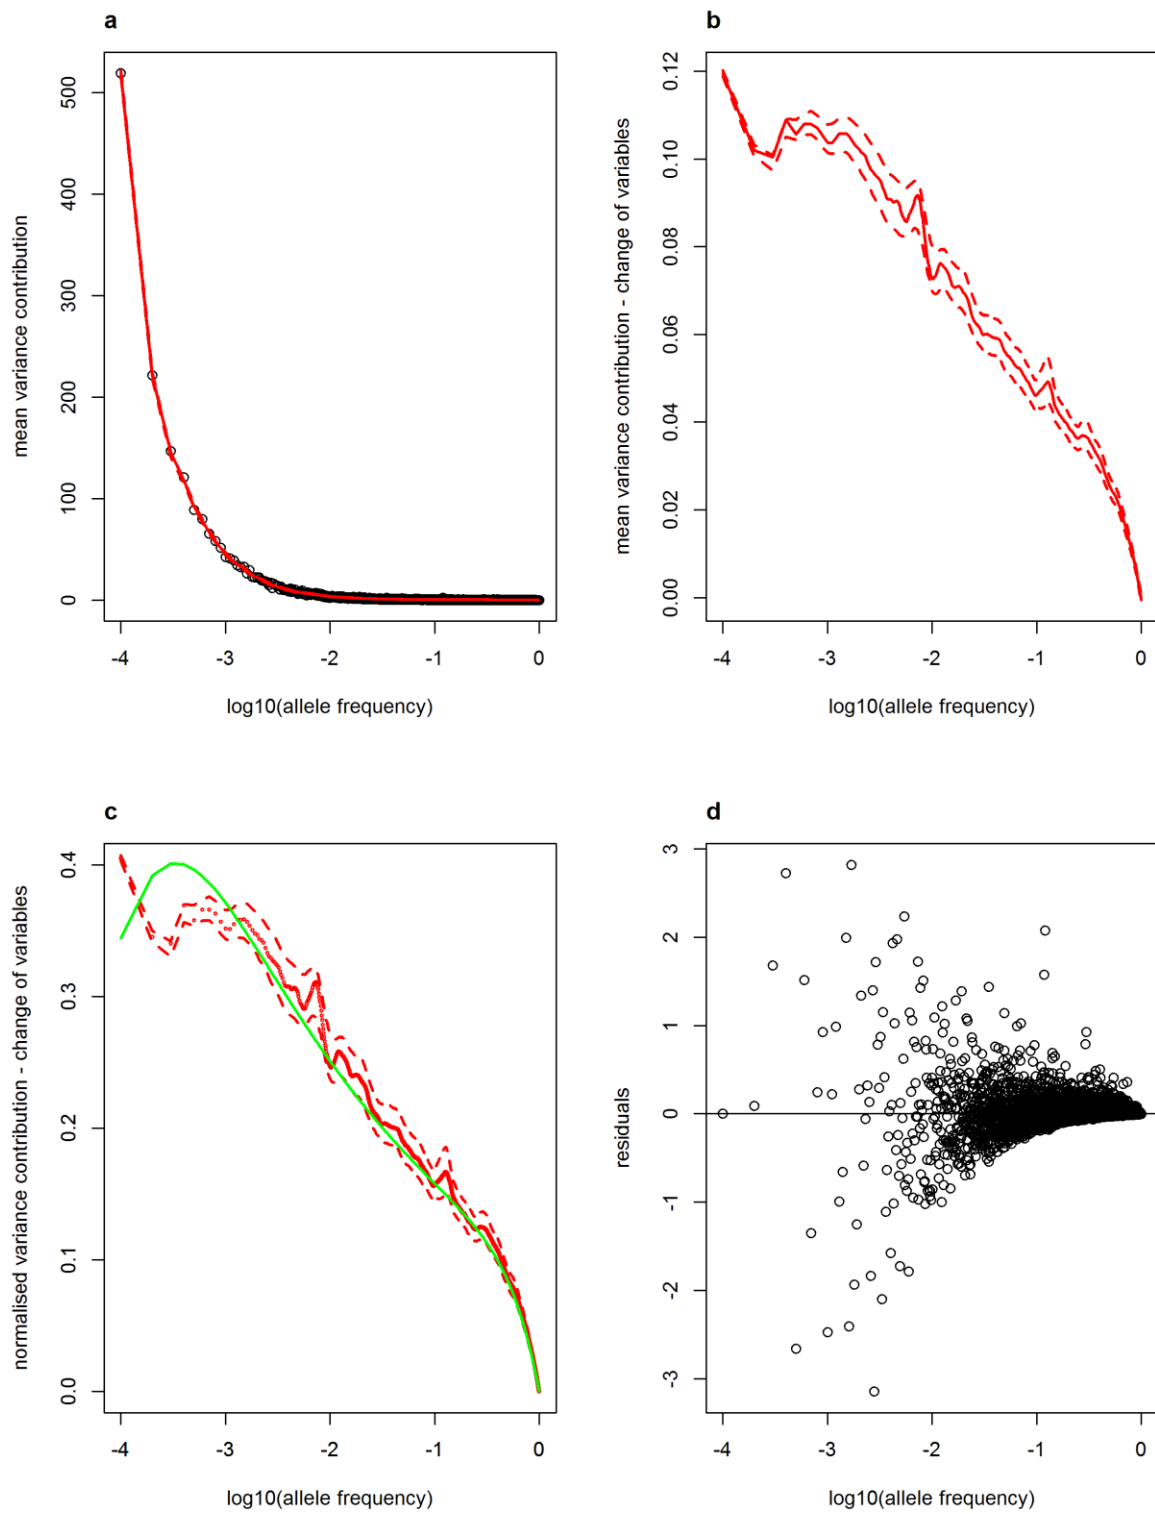 a
mean variance contribution
500
400
300
200
100
0
-4 -3 -2 -1 0
log10(allele frequency)
b
mean variance contribution - change of variables
0.12
0.10
0.08
0.06
0.04
0.02
0.00
-4 -3 -2 -1 0
log10(allele frequency)
c
normalised variance contribution - change of variables
0.4
0.3
0.2
0.1
0.0
-4 -3 -2 -1 0
log10(allele frequency)
d
residuals
3
2
1
0
-1
-2
-3
-4 -3 -2 -1 0
log10(allele frequency)